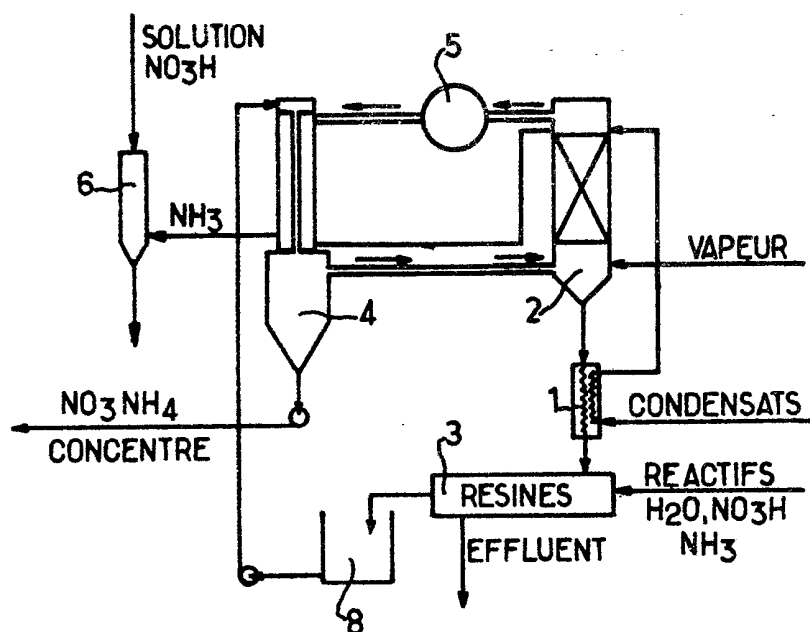 SOLUTION
NO3H
5
6
NH3
VAPEUR
2
4
1
CONDENSATS
NO3NH4
CONCENTRE
3
RESINES
REACTIFS
H2O,NO3H
NH3
EFFLUENT
8